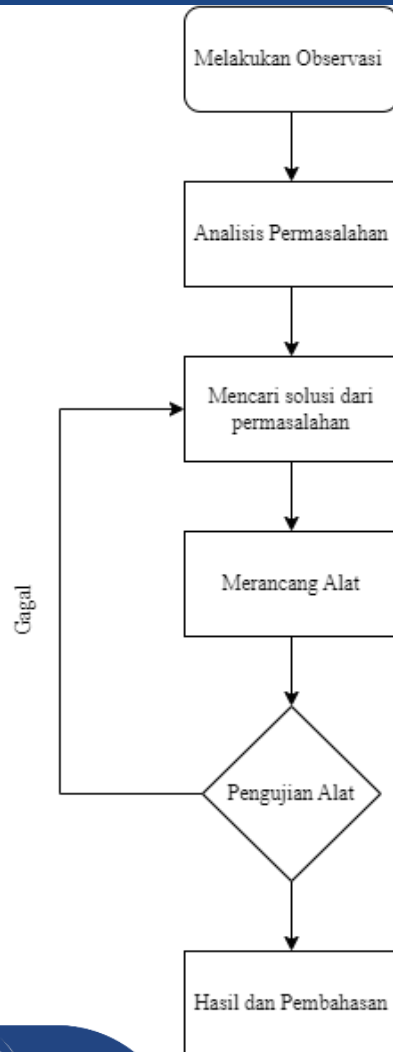 Melakukan Observasi
Analisis Permasalahan
Mencari solusi dari
permasalahan
Merancang Alat
Gagal
Pengujian Alat
Hasil dan Pembahasan